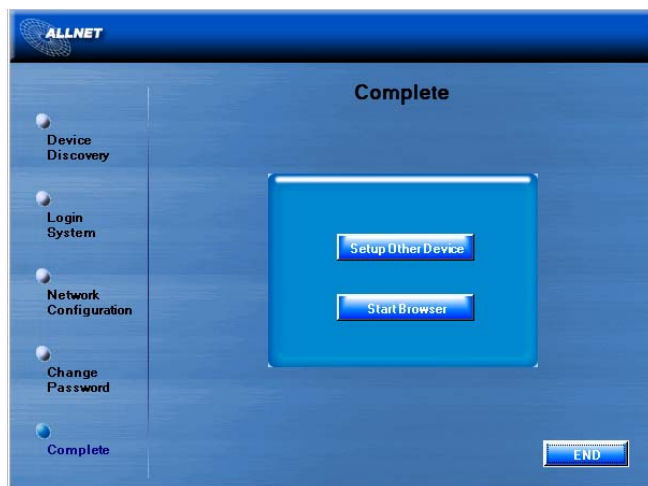 ALLNET
Complete
Device
Discovery
Login
System
Network
Configuration
Change
Password
Complete
Setup Other Device
Start Browser
END